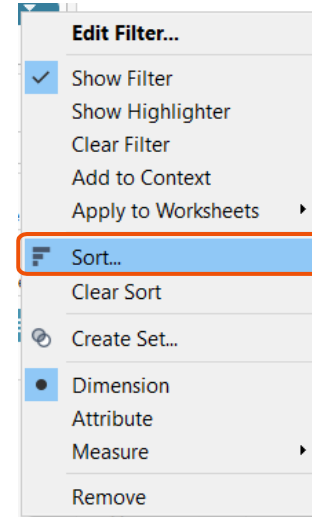 Edit Filter...
Show Filter
Show Highlighter
Clear Filter
Add to Context
Apply to Worksheets
Sort...
Clear Sort
Create Set...
Dimension
Attribute
Measure
Remove